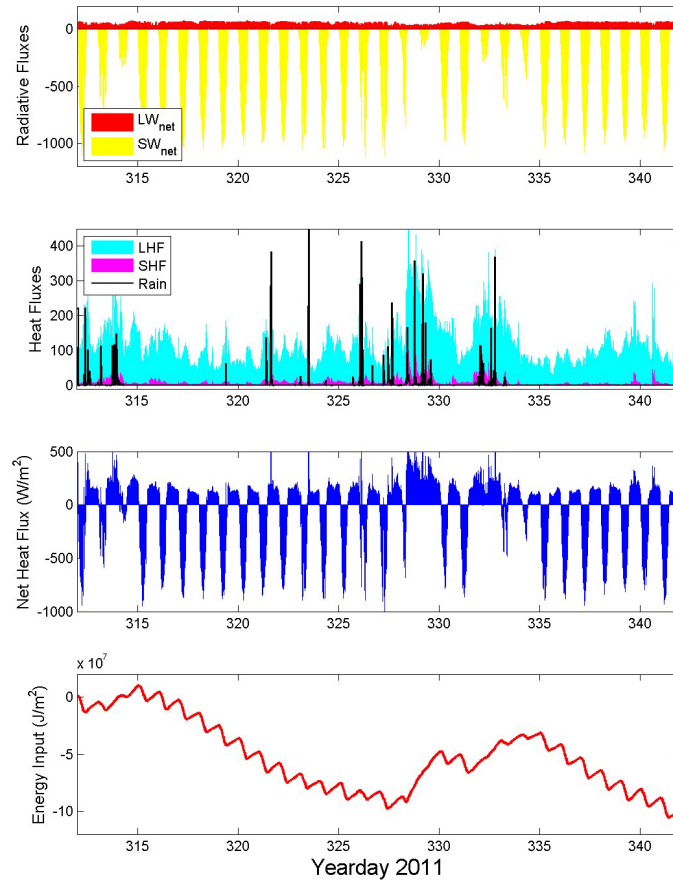 Radiative Fluxes
0
-500
-1000
LWnet
SWnet
315 320 325 330 335 340
Heat Fluxes
400
300
200
100
0
LHF
SHF
Rain
315 320 325 330 335 340
Net Heat Flux (W/m²)
500
0
-500
-1000
315 320 325 330 335 340
Energy Input (J/m²)
x 10⁷
0
-5
-10
315 320 325 330 335 340
Yearday 2011